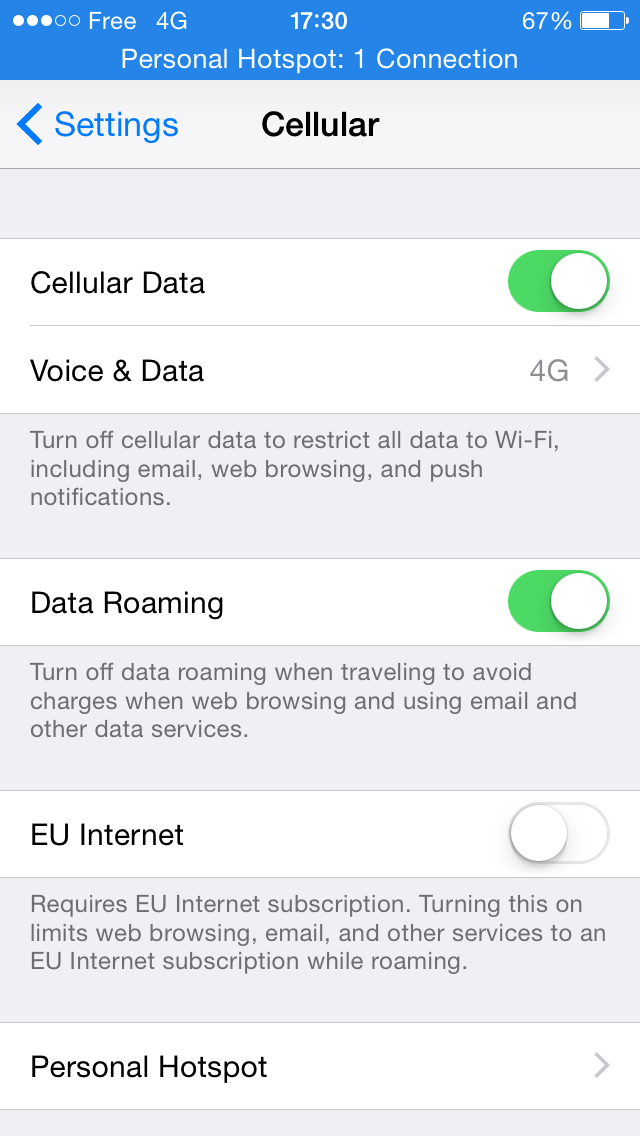 Free 4G 17:30 67%
Personal Hotspot: 1 Connection
Settings Cellular
Cellular Data
Voice & Data 4G
Turn off cellular data to restrict all data to Wi-Fi,
including email, web browsing, and push
notifications.
Data Roaming
Turn off data roaming when traveling to avoid
charges when web browsing and using email and
other data services.
EU Internet
Requires EU Internet subscription. Turning this on
limits web browsing, email, and other services to an
EU Internet subscription while roaming.
Personal Hotspot